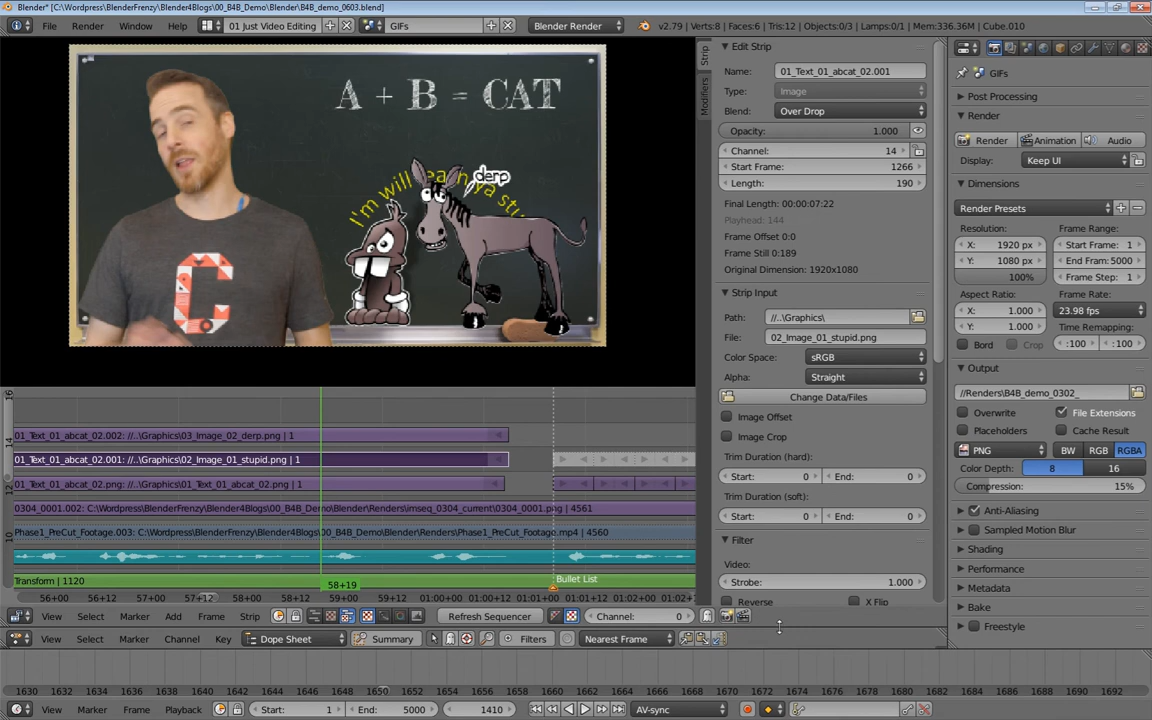 Blender* [C:\Wordpress\BlenderFrenzy\Blender4Blogs\00_B4B_Demo\Blender\B4B_demo_0603.blend]
File Render Window Help 01 Just Video Editing GIFs Blender Render v2.79 | Verts:8 | Faces:6 | Tris:12 | Objects:0/3 | Lamps:0/1 | Mem:336.36M | Cube.010
A + B = CAT
derp
I'm will
C
Strip
Modifiers
Edit Strip
Name: 01_Text_01_abcat_02.001
Type: Image
Blend: Over Drop
Opacity: 1.000
Channel: 14
Start Frame: 1266
Length: 190
Final Length: 00:00:07:22
Playhead: 144
Frame Offset 0:0
Frame Still 0:189
Original Dimension: 1920x1080
Strip Input
Path: //..\Graphics\
File: 02_Image_01_stupid.png
Color Space: sRGB
Alpha: Straight
Change Data/Files
Image Offset
Image Crop
Trim Duration (hard):
Start: 0 End: 0
Trim Duration (soft):
Start: 0 End: 0
Filter
Video:
Strobe: 1.000
Reverse X Flip
GIFs
Post Processing
Render
Render Animation Audio
Display: Keep UI
Dimensions
Render Presets
Resolution: Frame Range:
X: 1920 px Start Frame: 1
Y: 1080 px End Fram: 5000
100% Frame Step: 1
Aspect Ratio: Frame Rate:
X: 1.000 23.98 fps
Y: 1.000 Time Remapping:
Bord Crop :100 :100
Output
//Renders\B4B_demo_0302_
Overwrite File Extensions
Placeholders Cache Result
PNG BW RGB RGBA
Color Depth: 8 16
Compression: 15%
Anti-Aliasing
Sampled Motion Blur
Shading
Performance
Metadata
Bake
Freestyle
16
14
12
10
01_Text_01_abcat_02.002: //..\Graphics\03_Image_02_derp.png | 1
01_Text_01_abcat_02.001: //..\Graphics\02_Image_01_stupid.png | 1
01_Text_01_abcat_02.png: //..\Graphics\01_Text_01_abcat_02.png | 1
0304_0001.002: C:\Wordpress\BlenderFrenzy\Blender4Blogs\00_B4B_Demo\Blender\Renders\imseq_0304_current\0304_0001.png | 4561
Phase1_PreCut_Footage.003: C:\Wordpress\BlenderFrenzy\Blender4Blogs\00_B4B_Demo\Blender\Renders\Phase1_PreCut_Footage.mp4 | 4560
Transform | 1120 58+19 Bullet List
56+00 56+12 57+00 57+12 58+00 59+00 59+12 01:00+00 01:00+12 01:01+00 01:01+12 01:02+00 01:02+
View Select Marker Add Frame Strip Refresh Sequencer Channel: 0
View Select Marker Channel Key Dope Sheet Summary Filters Nearest Frame
1630 1632 1634 1636 1638 1640 1642 1644 1646 1648 1650 1652 1654 1656 1658 1660 1662 1664 1666 1668 1670 1672 1674 1676 1678 1680 1682 1684 1686 1688 1690 1692
View Marker Frame Playback Start: 1 End: 5000 1410 AV-sync